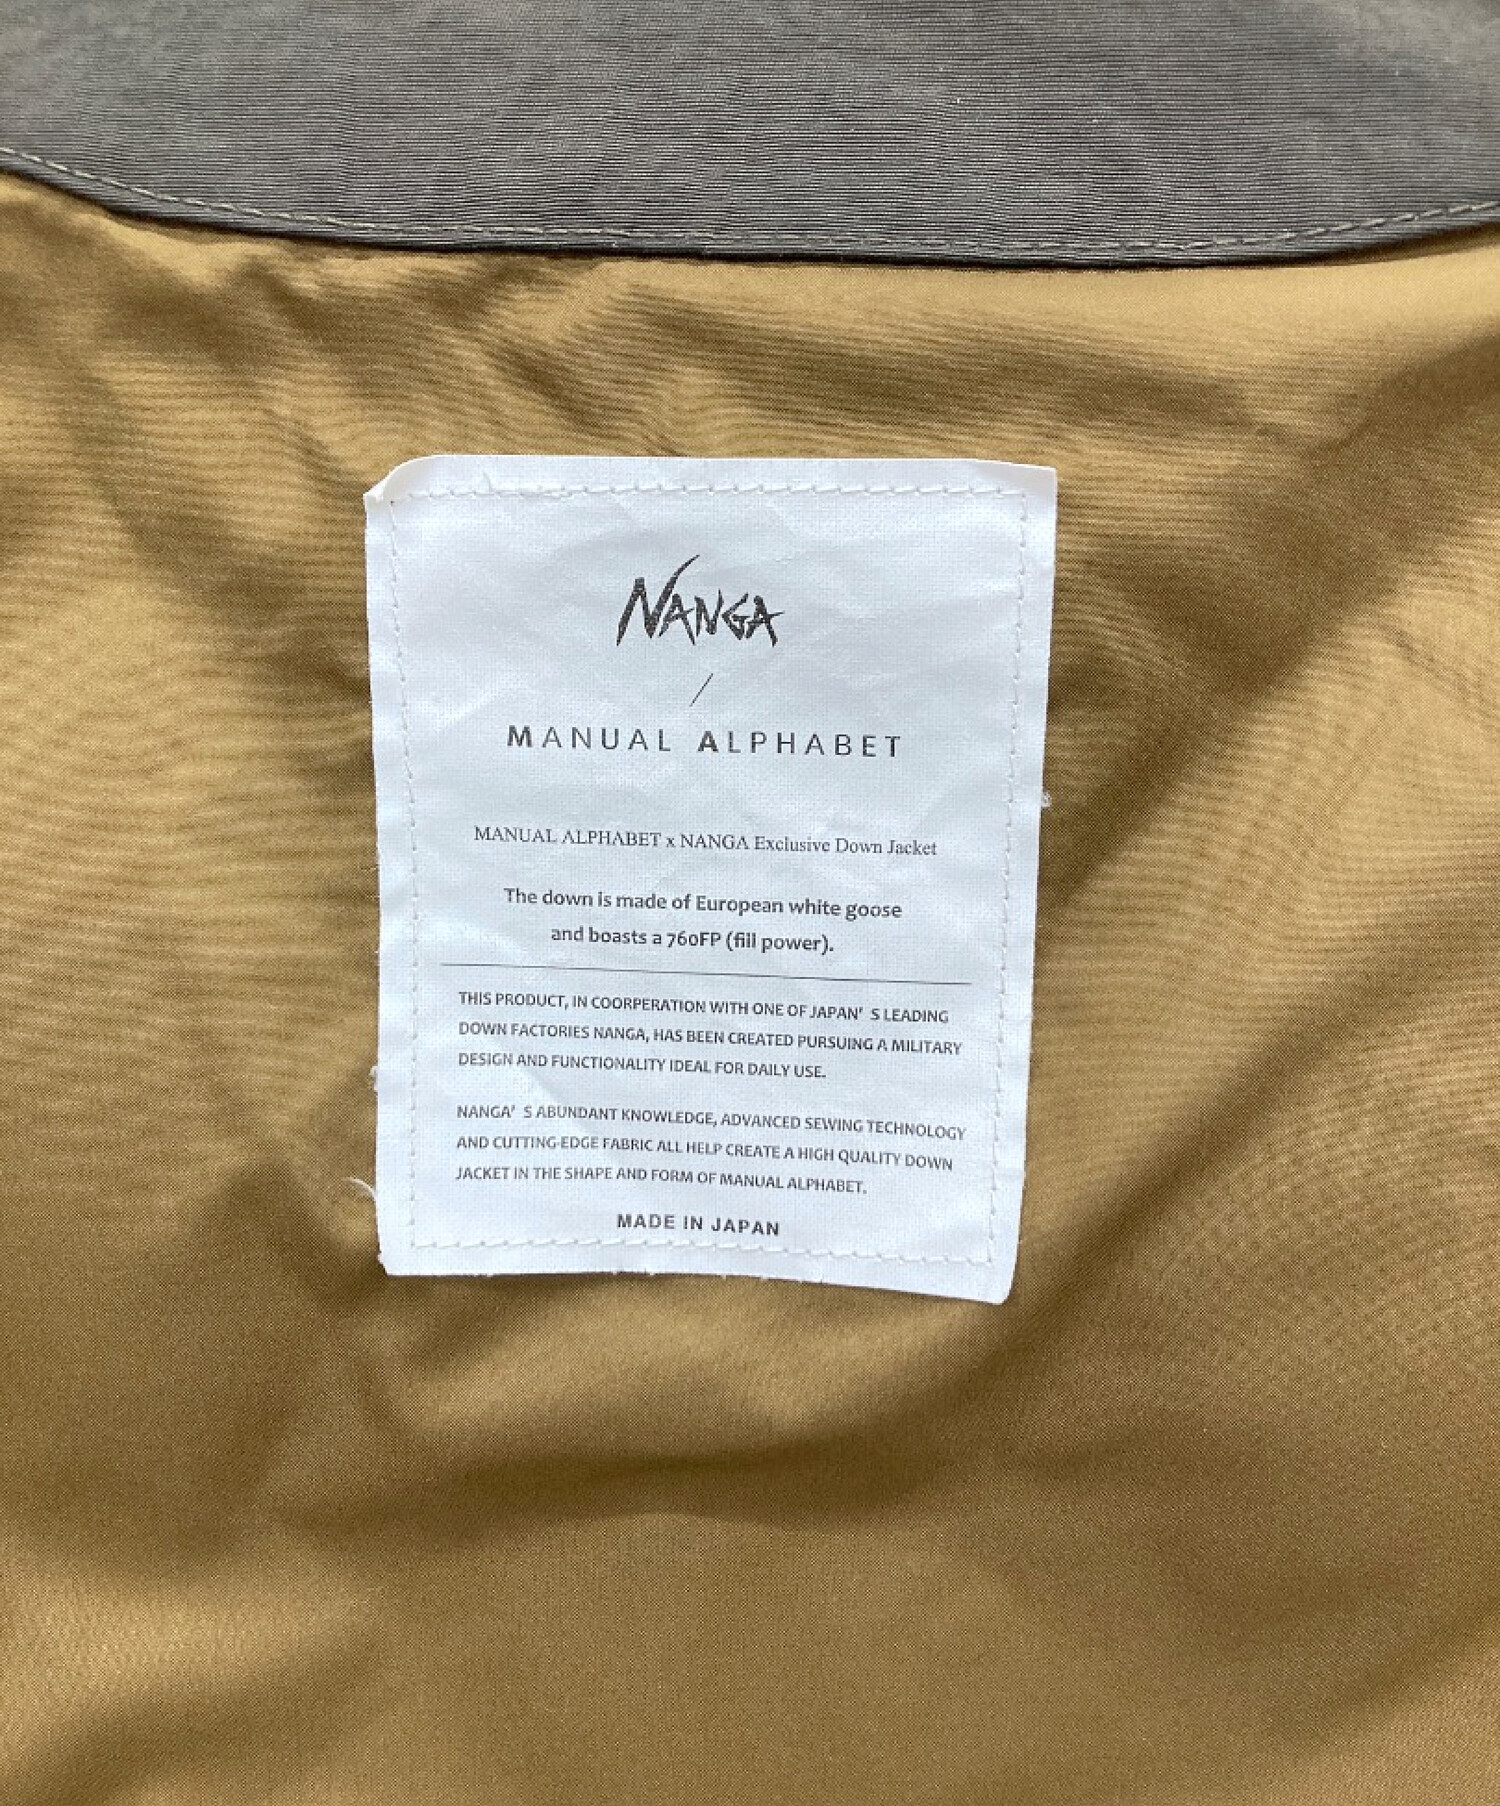 NANGA
/
MANUAL ALPHABET
MANUAL ALPHABET x NANGA Exclusive Down Jacket
The down is made of European white goose
and boasts a 760FP (fill power).
THIS PRODUCT, IN COORPERATION WITH ONE OF JAPAN' S LEADING
DOWN FACTORIES NANGA, HAS BEEN CREATED PURSUING A MILITARY
DESIGN AND FUNCTIONALITY IDEAL FOR DAILY USE.
NANGA' S ABUNDANT KNOWLEDGE, ADVANCED SEWING TECHNOLOGY
AND CUTTING-EDGE FABRIC ALL HELP CREATE A HIGH QUALITY DOWN
JACKET IN THE SHAPE AND FORM OF MANUAL ALPHABET.
MADE IN JAPAN